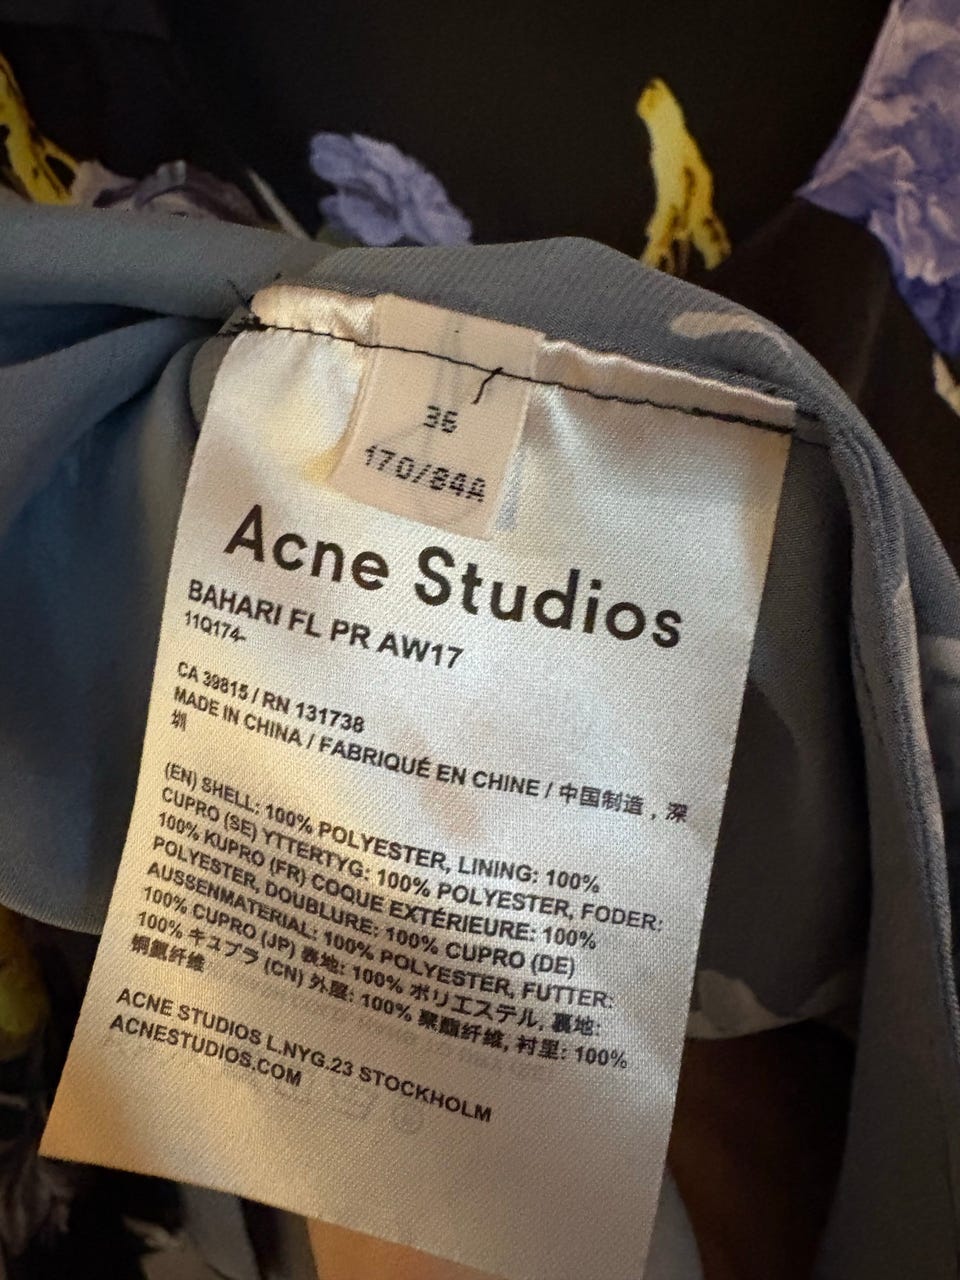 36
170/84A
Acne Studios
BAHARI FL PR AW17
11Q174-
CA 39815 / RN 131738
MADE IN CHINA / FABRIQUÉ EN CHINE / 中国制造，深
圳
(EN) SHELL: 100% POLYESTER, LINING: 100%
CUPRO (SE) YTTERTYG: 100% POLYESTER, FODER:
100% KUPRO (FR) COQUE EXTÉRIEURE: 100%
POLYESTER, DOUBLURE: 100% CUPRO (DE)
AUSSENMATERIAL: 100% POLYESTER, FUTTER:
100% CUPRO (JP) 表地: 100% ポリエステル, 裏地:
100% キュプラ (CN) 外层: 100% 聚酯纤维, 衬里: 100%
铜氨纤维
ACNE STUDIOS L.NYG.23 STOCKHOLM
ACNESTUDIOS.COM